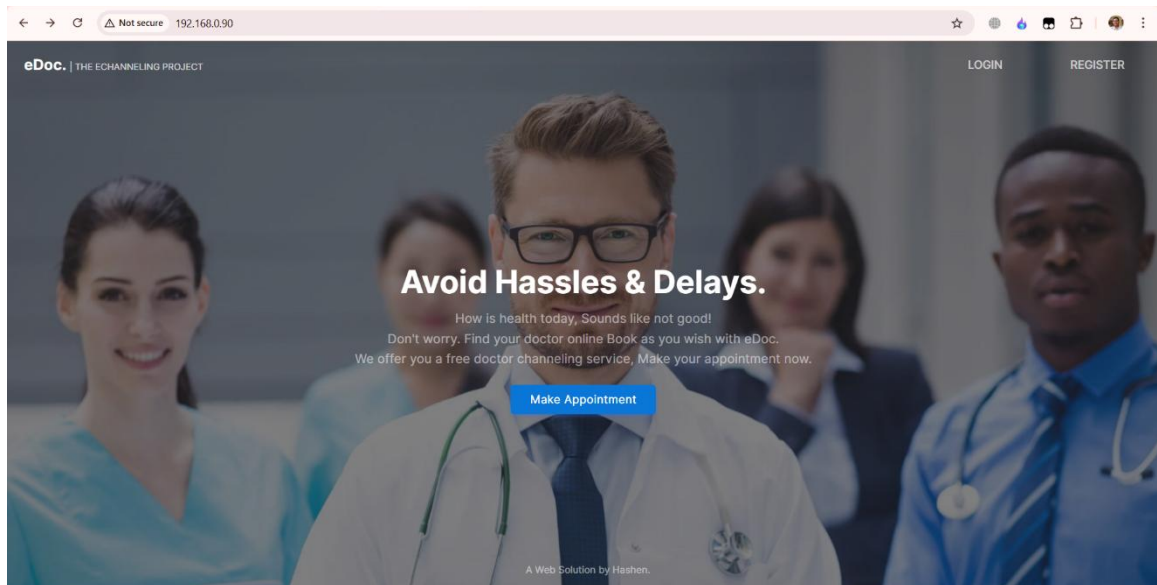 Not secure 192.168.0.90
eDoc. | THE ECHANNELING PROJECT
LOGIN
REGISTER
Avoid Hassles & Delays.
How is health today, Sounds like not good!
Don't worry. Find your doctor online Book as you wish with eDoc.
We offer you a free doctor channeling service, Make your appointment now.
Make Appointment
A Web Solution by Hashen.